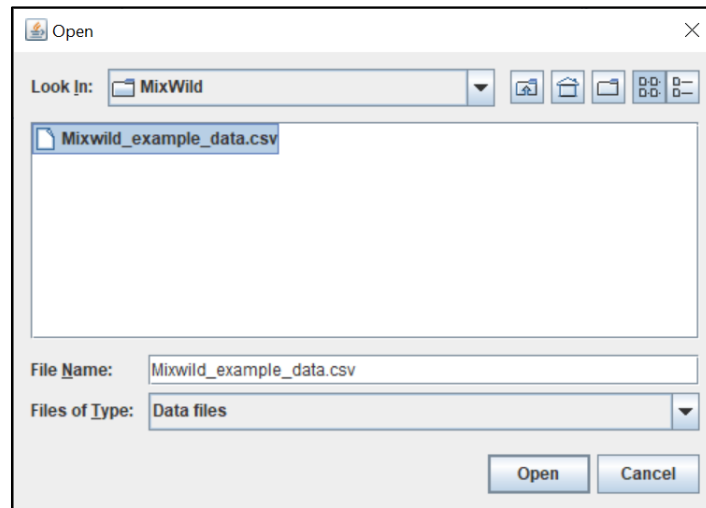 Open
Look In: MixWild
Mixwild_example_data.csv
File Name: Mixwild_example_data.csv
Files of Type: Data files
Open Cancel